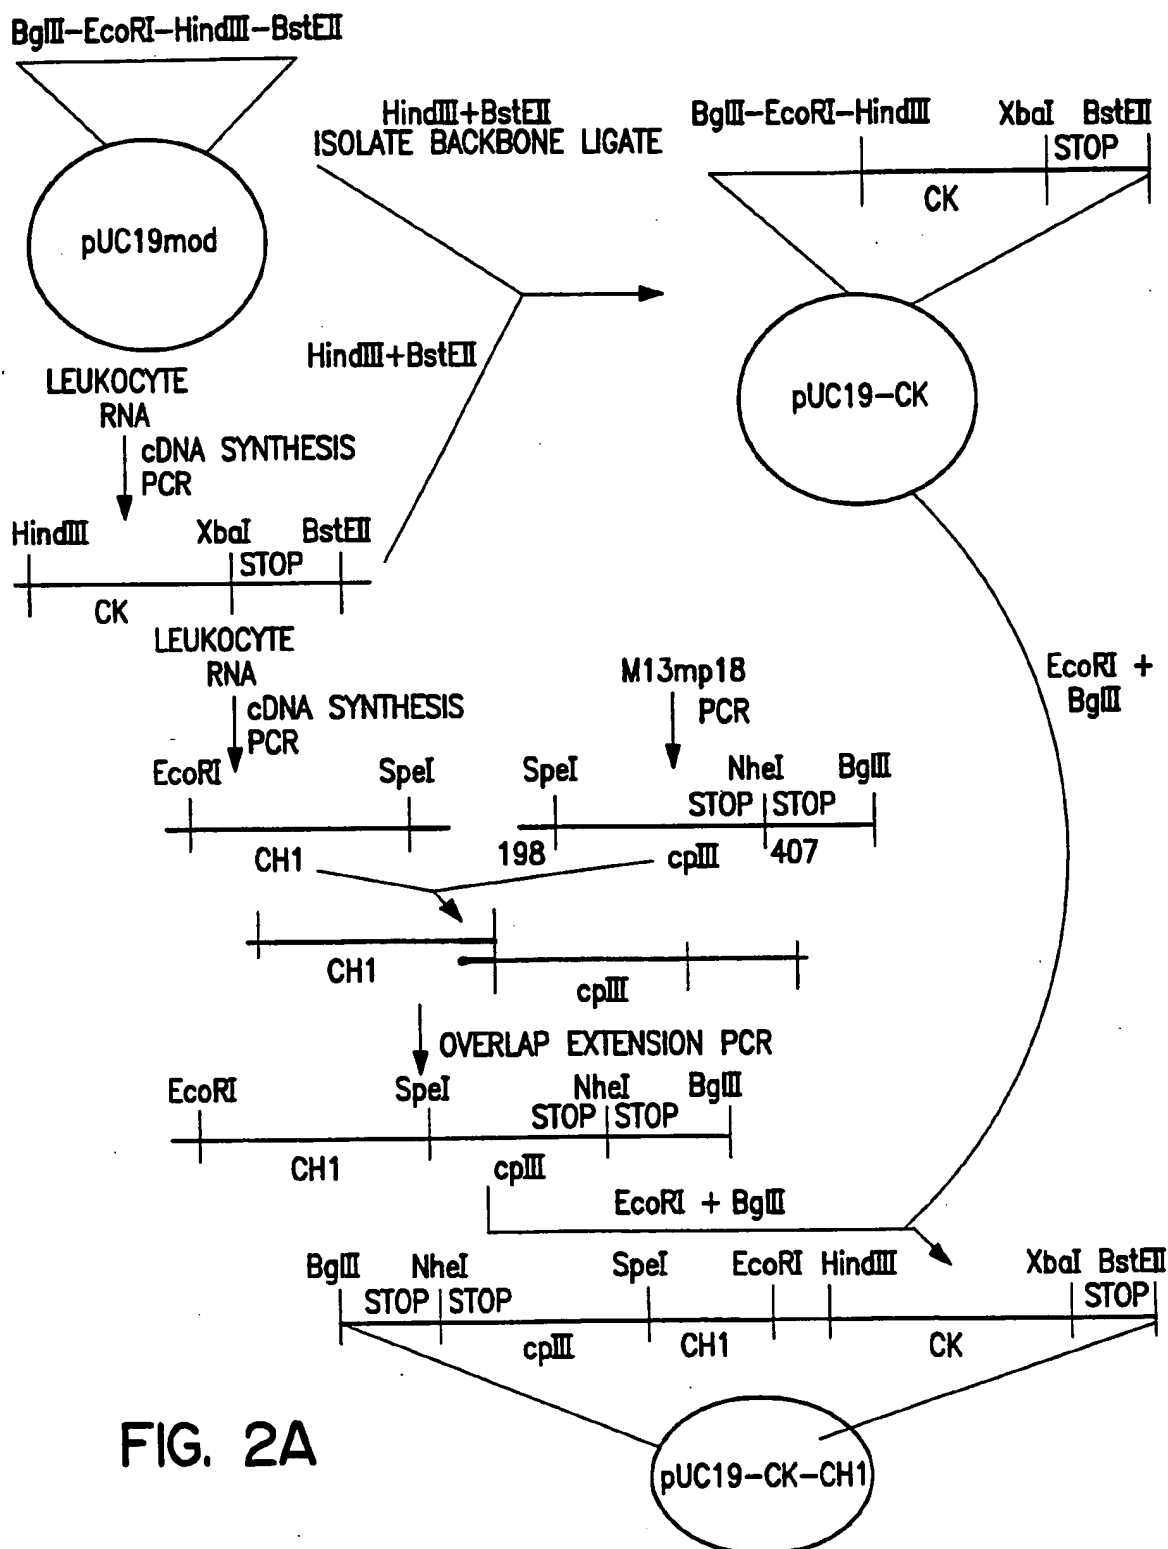 BglII-EcoRI-HindIII-BstEII
pUC19mod
HindIII+BstEII
ISOLATE BACKBONE LIGATE
BglII-EcoRI-HindIII XbaI BstEII
STOP
CK
pUC19-CK
HindIII+BstEII
LEUKOCYTE
RNA
cDNA SYNTHESIS
PCR
HindIII XbaI BstEII
STOP
CK
LEUKOCYTE
RNA
cDNA SYNTHESIS
PCR
EcoRI SpeI
CH1
M13mp18
PCR
SpeI NheI BglII
STOP STOP
198 cpIII 407
EcoRI +
BglII
CH1
cpIII
OVERLAP EXTENSION PCR
EcoRI SpeI NheI BglII
STOP STOP
CH1 cpIII
EcoRI + BglII
BglII NheI SpeI EcoRI HindIII XbaI BstEII
STOP STOP STOP
cpIII CH1 CK
pUC19-CK-CH1
FIG. 2A